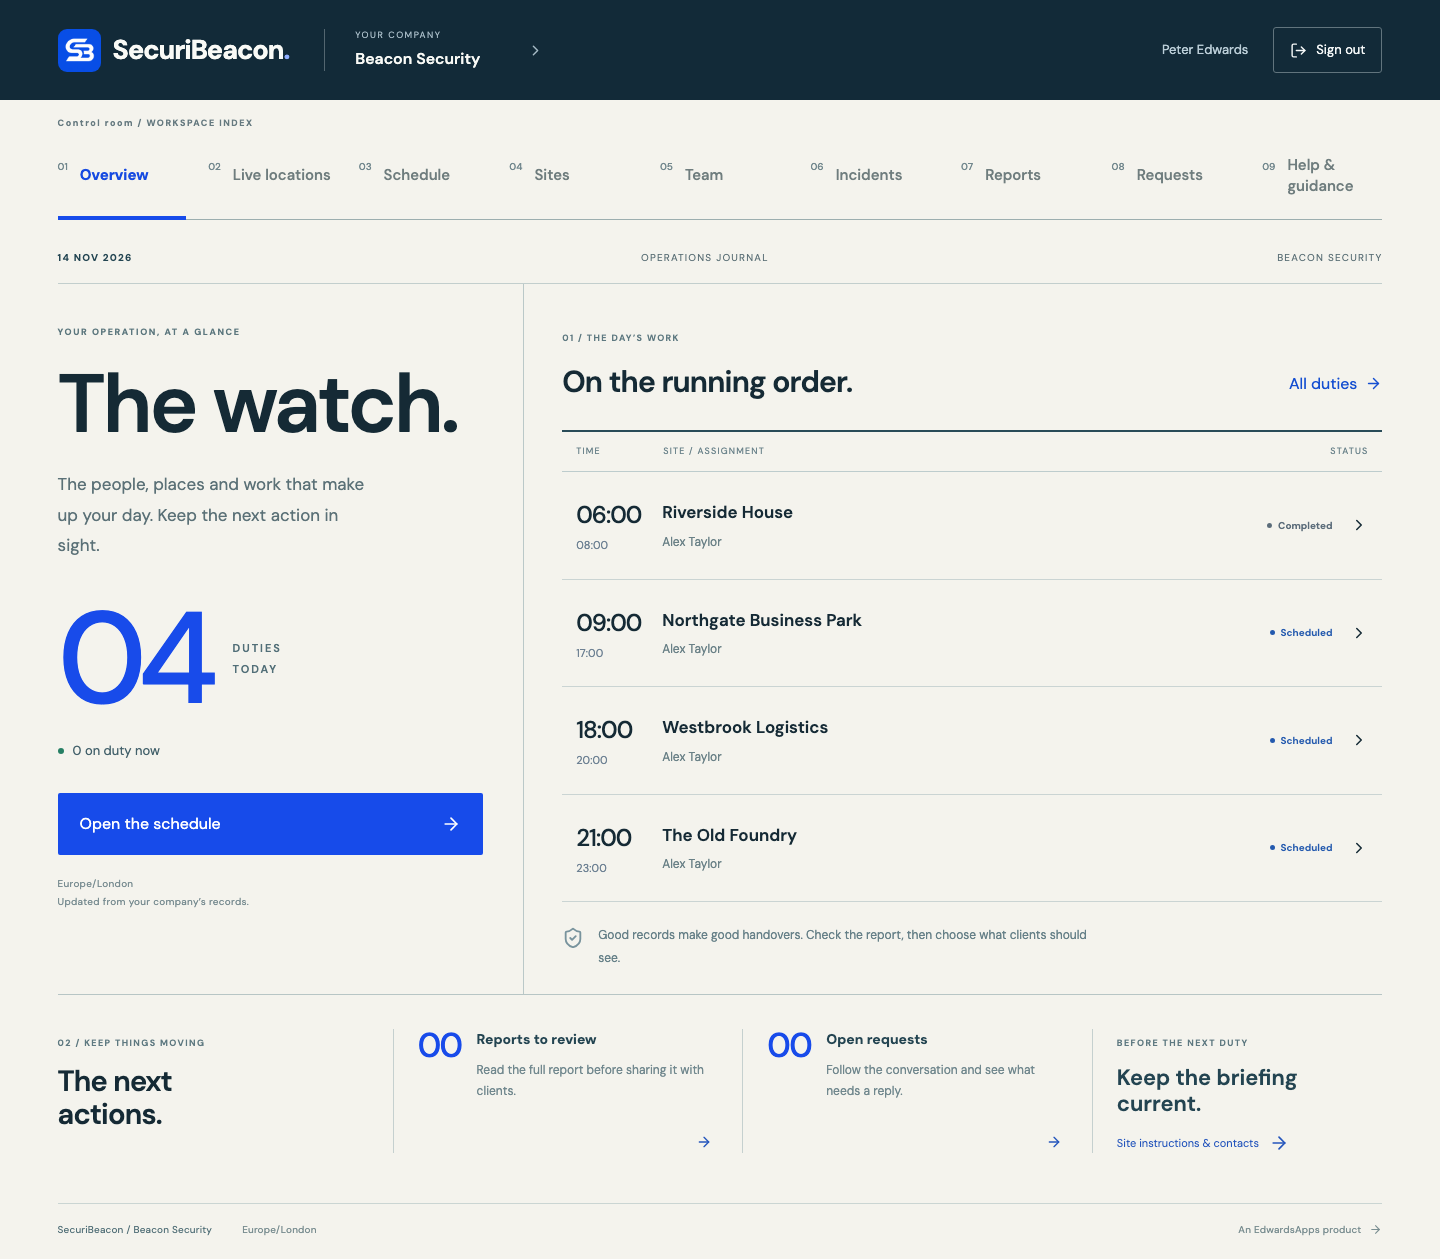 SecuriBeacon.
YOUR COMPANY
Beacon Security
Peter Edwards
Sign out
Control room / WORKSPACE INDEX
01 Overview
02 Live locations
03 Schedule
04 Sites
05 Team
06 Incidents
07 Reports
08 Requests
09 Help &
guidance
14 NOV 2026
OPERATIONS JOURNAL
BEACON SECURITY
YOUR OPERATION, AT A GLANCE
The watch.
The people, places and work that make
up your day. Keep the next action in
sight.
04
DUTIES
TODAY
0 on duty now
Open the schedule
Europe/London
Updated from your company's records.
01 / THE DAY'S WORK
On the running order.
All duties
TIME
SITE / ASSIGNMENT
STATUS
06:00 Riverside House
08:00 Alex Taylor
Completed
09:00 Northgate Business Park
17:00 Alex Taylor
Scheduled
18:00 Westbrook Logistics
20:00 Alex Taylor
Scheduled
21:00 The Old Foundry
23:00 Alex Taylor
Scheduled
Good records make good handovers. Check the report, then choose what clients should
see.
02 / KEEP THINGS MOVING
The next
actions.
00
Reports to review
Read the full report before sharing it with
clients.
00
Open requests
Follow the conversation and see what
needs a reply.
BEFORE THE NEXT DUTY
Keep the briefing
current.
Site instructions & contacts
SecuriBeacon / Beacon Security
Europe/London
An EdwardsApps product